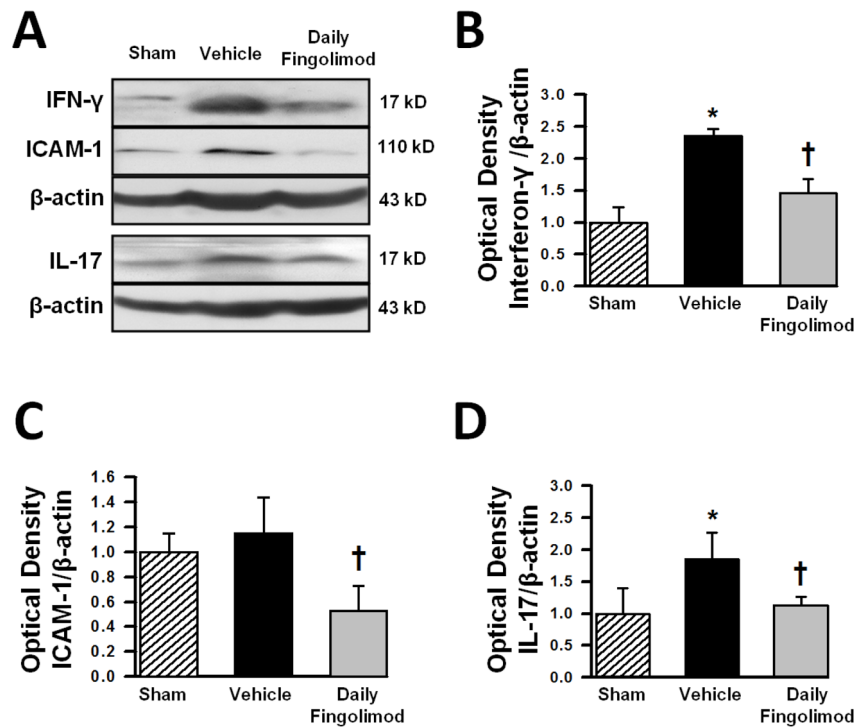 A
Sham Vehicle Daily
Fingolimod
IFN-γ 17 kD
ICAM-1 110 kD
β-actin 43 kD
IL-17 17 kD
β-actin 43 kD
B
Optical Density
Interferon-γ /β-actin
3.0
2.5
2.0
1.5
1.0
0.5
0.0
*
†
Sham Vehicle Daily
Fingolimod
C
Optical Density
ICAM-1/β-actin
1.6
1.4
1.2
1.0
0.8
0.6
0.4
0.2
0.0
†
Sham Vehicle Daily
Fingolimod
D
Optical Density
IL-17/β-actin
3.0
2.5
2.0
1.5
1.0
0.5
0.0
*
†
Sham Vehicle Daily
Fingolimod